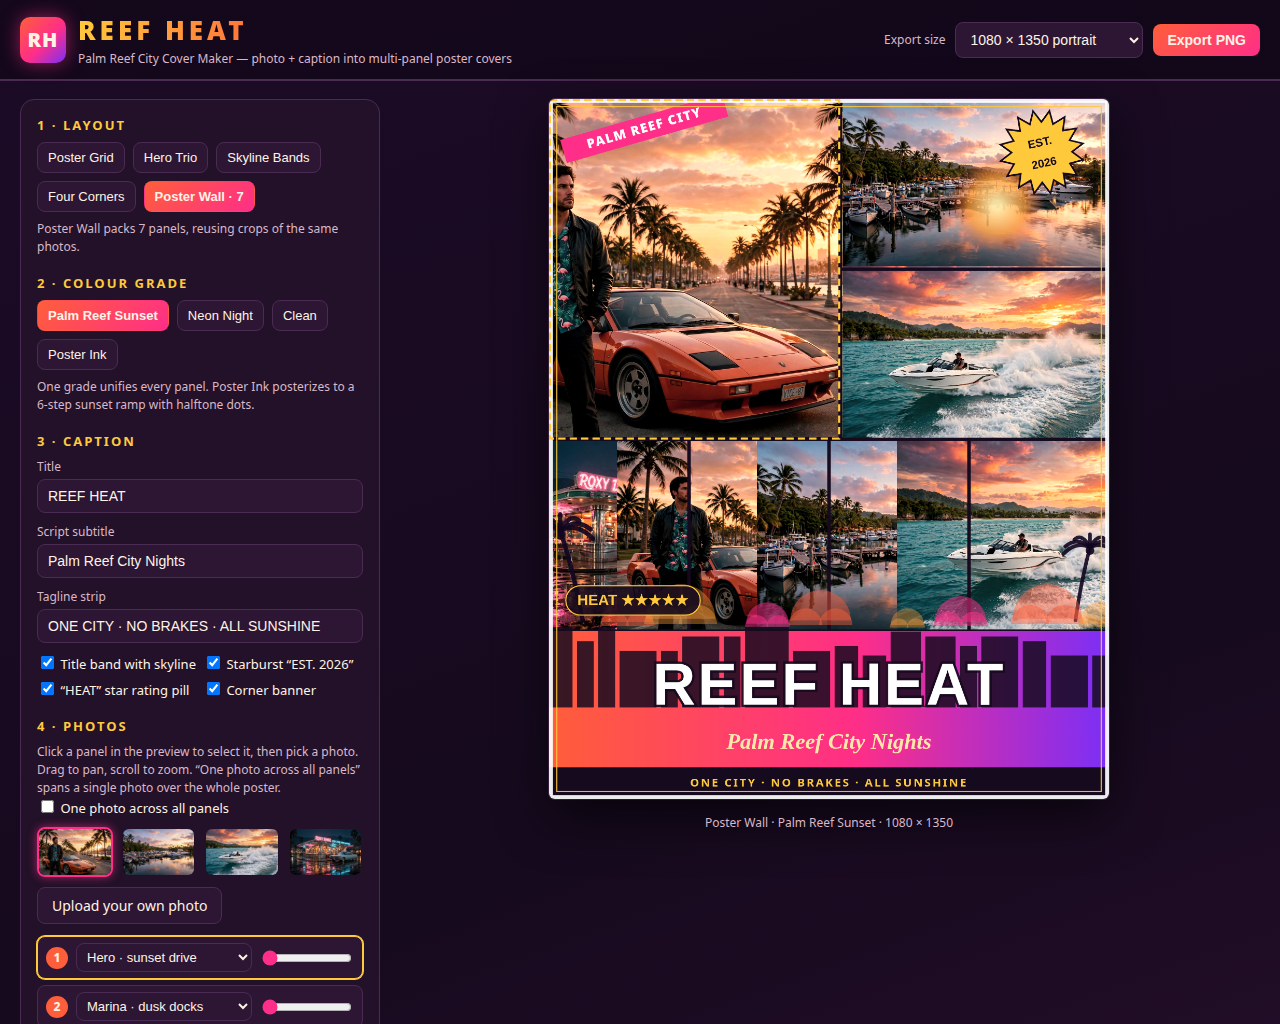 RH
REEF HEAT
Palm Reef City Cover Maker — photo + caption into multi-panel poster covers
Export size
1080 × 1350 portrait
Export PNG
1 · LAYOUT
Poster Grid
Hero Trio
Skyline Bands
Four Corners
Poster Wall · 7
Poster Wall packs 7 panels, reusing crops of the same
photos.
2 · COLOUR GRADE
Palm Reef Sunset
Neon Night
Clean
Poster Ink
One grade unifies every panel. Poster Ink posterizes to a
6-step sunset ramp with halftone dots.
3 · CAPTION
Title
REEF HEAT
Script subtitle
Palm Reef City Nights
Tagline strip
ONE CITY · NO BRAKES · ALL SUNSHINE
Title band with skyline
Starburst “EST. 2026”
“HEAT” star rating pill
Corner banner
4 · PHOTOS
Click a panel in the preview to select it, then pick a photo.
Drag to pan, scroll to zoom. “One photo across all panels”
spans a single photo over the whole poster.
One photo across all panels
Upload your own photo
1
Hero · sunset drive
2
Marina · dusk docks
PALM REEF CITY
EST.
2026
ROXY
HEAT ★★★★★
REEF HEAT
Palm Reef City Nights
ONE CITY · NO BRAKES · ALL SUNSHINE
Poster Wall · Palm Reef Sunset · 1080 × 1350